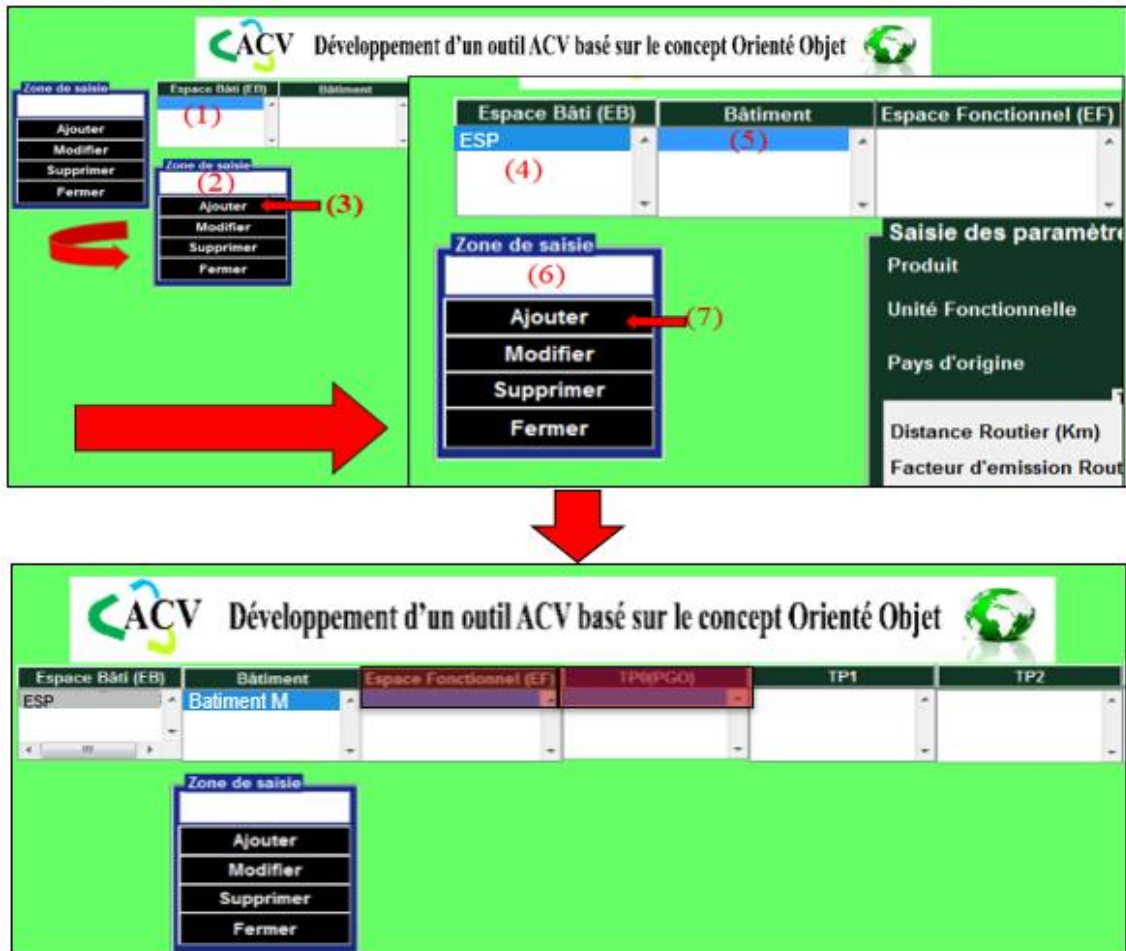 ACV Développement d'un outil ACV basé sur le concept Orienté Objet
Zone de saisie
Ajouter
Modifier
Supprimer
Fermer
Espace Bâti (EB) Bâtiment
(1)
Zone de saisie
(2)
Ajouter (3)
Modifier
Supprimer
Fermer
Espace Bâti (EB) Bâtiment Espace Fonctionnel (EF)
ESP (5)
(4)
Zone de saisie
(6)
Ajouter (7)
Modifier
Supprimer
Fermer
Saisie des paramètre
Produit
Unité Fonctionnelle
Pays d'origine
Distance Routier (Km)
Facteur d'emission Rout
ACV Développement d'un outil ACV basé sur le concept Orienté Objet
Espace Bâti (EB) Bâtiment Espace Fonctionnel (EF) TP0(PGO) TP1 TP2
ESP Batiment M
Zone de saisie
Ajouter
Modifier
Supprimer
Fermer